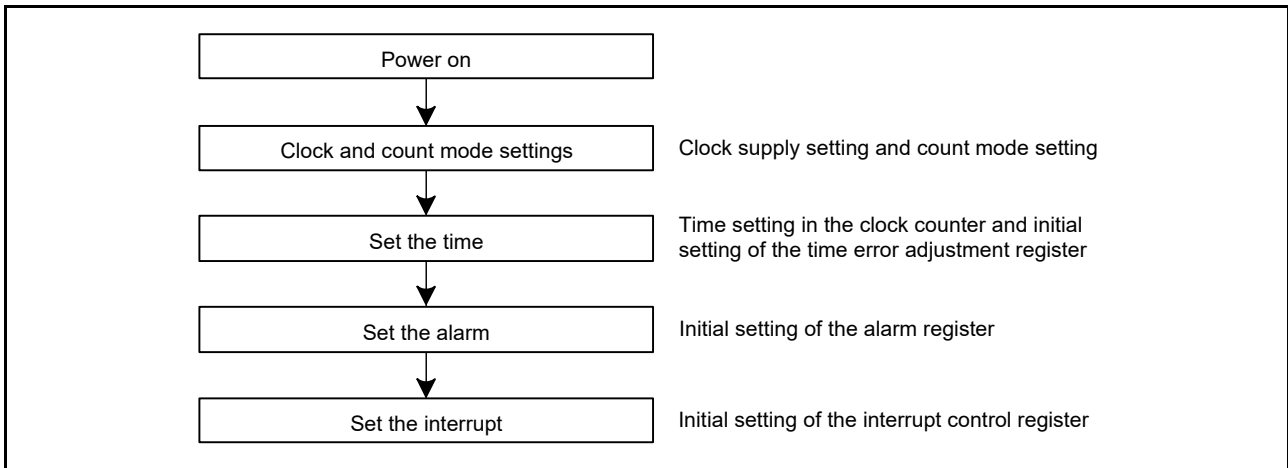 Power on
Clock and count mode settings
Clock supply setting and count mode setting
Set the time
Time setting in the clock counter and initial
setting of the time error adjustment register
Set the alarm
Initial setting of the alarm register
Set the interrupt
Initial setting of the interrupt control register